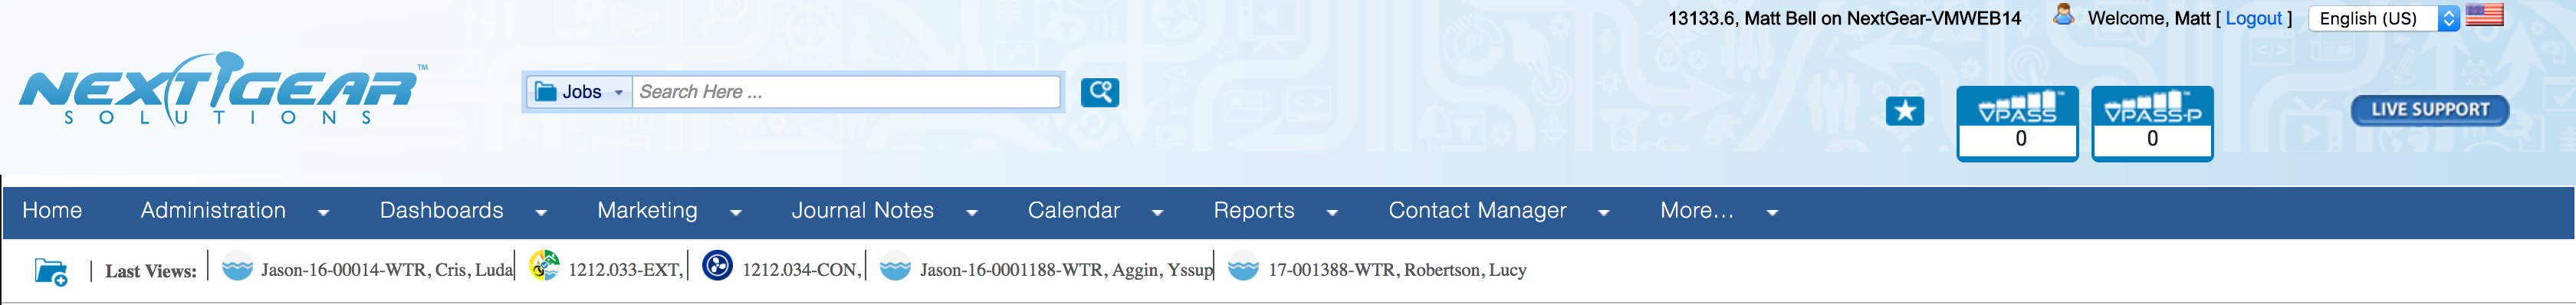 13133.6, Matt Bell on NextGear-VMWEB14 Welcome, Matt [ Logout ] English (US)
NEXTGEAR™
SOLUTIONS
Jobs Search Here ...
VPASS™ VPASS-P™
0 0
LIVE SUPPORT
Home Administration Dashboards Marketing Journal Notes Calendar Reports Contact Manager More...
Last Views: Jason-16-00014-WTR, Cris, Luda 1212.033-EXT, 1212.034-CON, Jason-16-0001188-WTR, Aggin, Yssup 17-001388-WTR, Robertson, Lucy